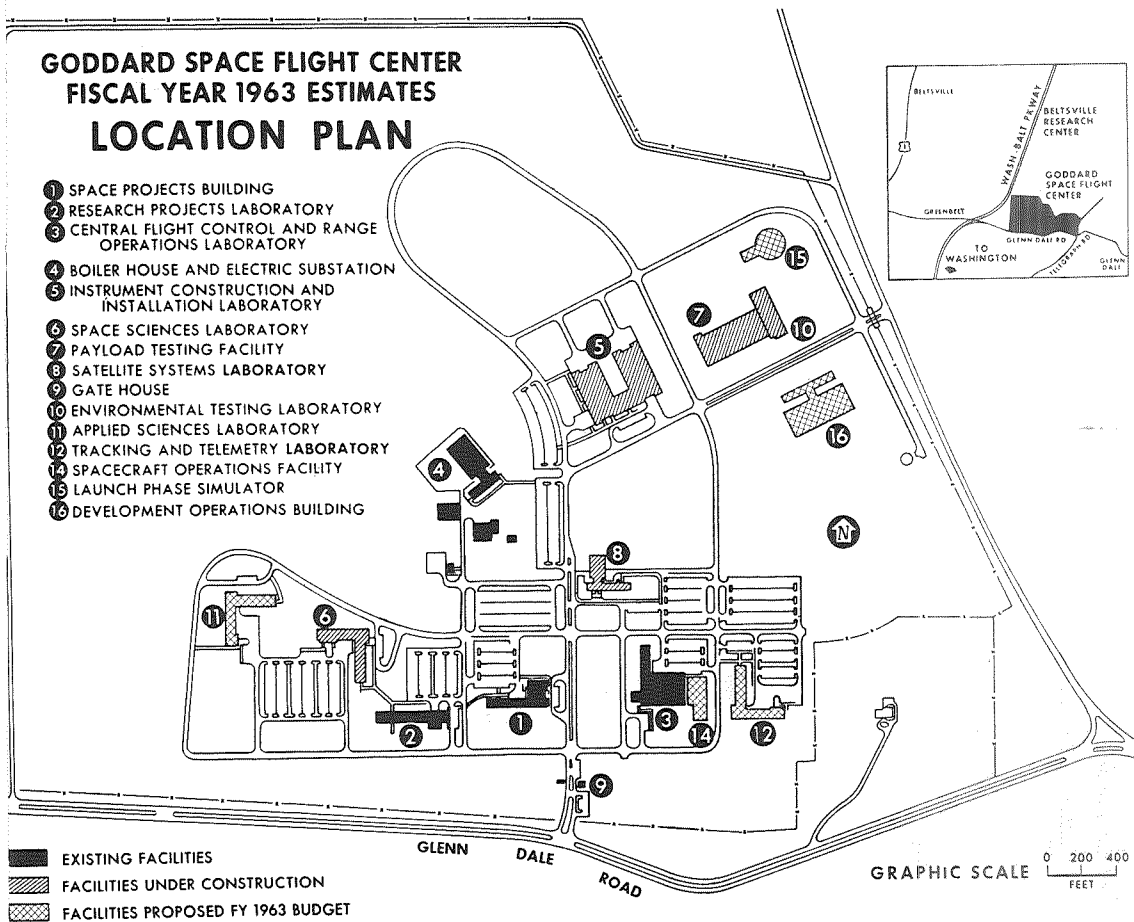 GODDARD SPACE FLIGHT CENTER
FISCAL YEAR 1963 ESTIMATES
LOCATION PLAN
1 SPACE PROJECTS BUILDING
2 RESEARCH PROJECTS LABORATORY
3 CENTRAL FLIGHT CONTROL AND RANGE
OPERATIONS LABORATORY
4 BOILER HOUSE AND ELECTRIC SUBSTATION
5 INSTRUMENT CONSTRUCTION AND
INSTALLATION LABORATORY
6 SPACE SCIENCES LABORATORY
7 PAYLOAD TESTING FACILITY
8 SATELLITE SYSTEMS LABORATORY
9 GATE HOUSE
10 ENVIRONMENTAL TESTING LABORATORY
11 APPLIED SCIENCES LABORATORY
12 TRACKING AND TELEMETRY LABORATORY
14 SPACECRAFT OPERATIONS FACILITY
15 LAUNCH PHASE SIMULATOR
16 DEVELOPMENT OPERATIONS BUILDING
BELTSVILLE
1
WASH.-BALT PKWAY
BELTSVILLE
RESEARCH
CENTER
GODDARD
SPACE FLIGHT
CENTER
GREENBELT
GLENN DALE RD
TO
WASHINGTON
TELEGRAPH RD
GLENN
DALE
15
7
10
5
16
4
N
8
11
6
2
1
3
14
12
9
GLENN DALE ROAD
EXISTING FACILITIES
FACILITIES UNDER CONSTRUCTION
FACILITIES PROPOSED FY 1963 BUDGET
GRAPHIC SCALE
0 200 400
FEET